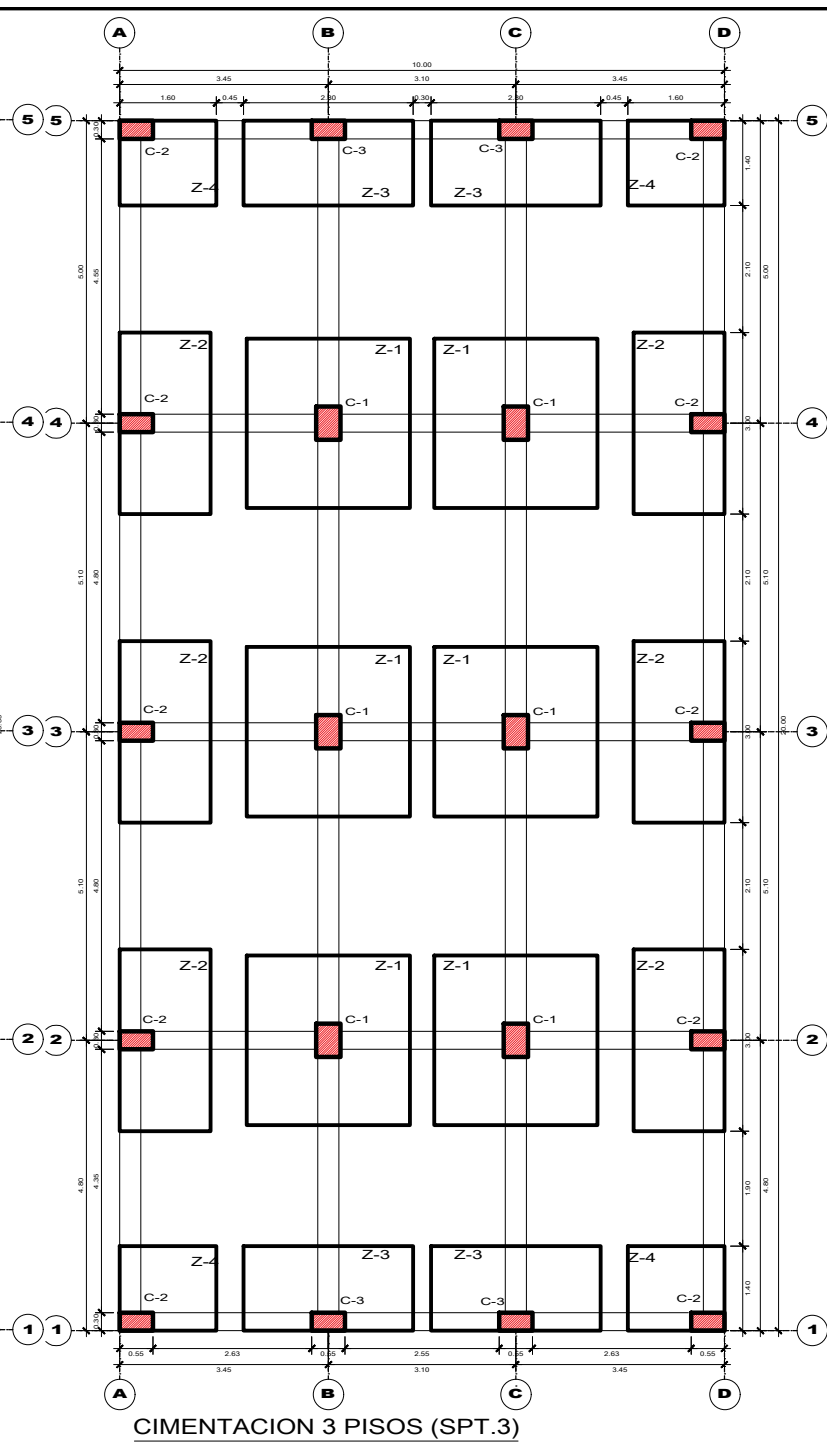 A B C D
10.00
3.45 3.10 3.45
1.60 0.45 2.80 0.30 2.80 0.45 1.60
5 5 5
0.30
C-2 C-3 C-3 C-2
1.40
Z-4 Z-3 Z-3 Z-4
5.00 4.55 2.10 5.00
Z-2 Z-1 Z-1 Z-2
C-2 C-1 C-1 C-2
4 4 4
3.00
5.10 4.80 2.10 5.10
Z-2 Z-1 Z-1 Z-2
C-2 C-1 C-1 C-2
3 3 3
3.00 20.00
5.10 4.80 2.10 5.10
Z-2 Z-1 Z-1 Z-2
C-2 C-1 C-1 C-2
2 2 2
3.00
4.80 4.35 1.90 4.80
Z-4 Z-3 Z-3 Z-4
C-2 C-3 C-3 C-2
1.40
0.30
1 1 1
0.55 2.63 0.55 2.55 0.55 2.63 0.55
3.45 3.10 3.45
A B C D
CIMENTACION 3 PISOS (SPT.3)